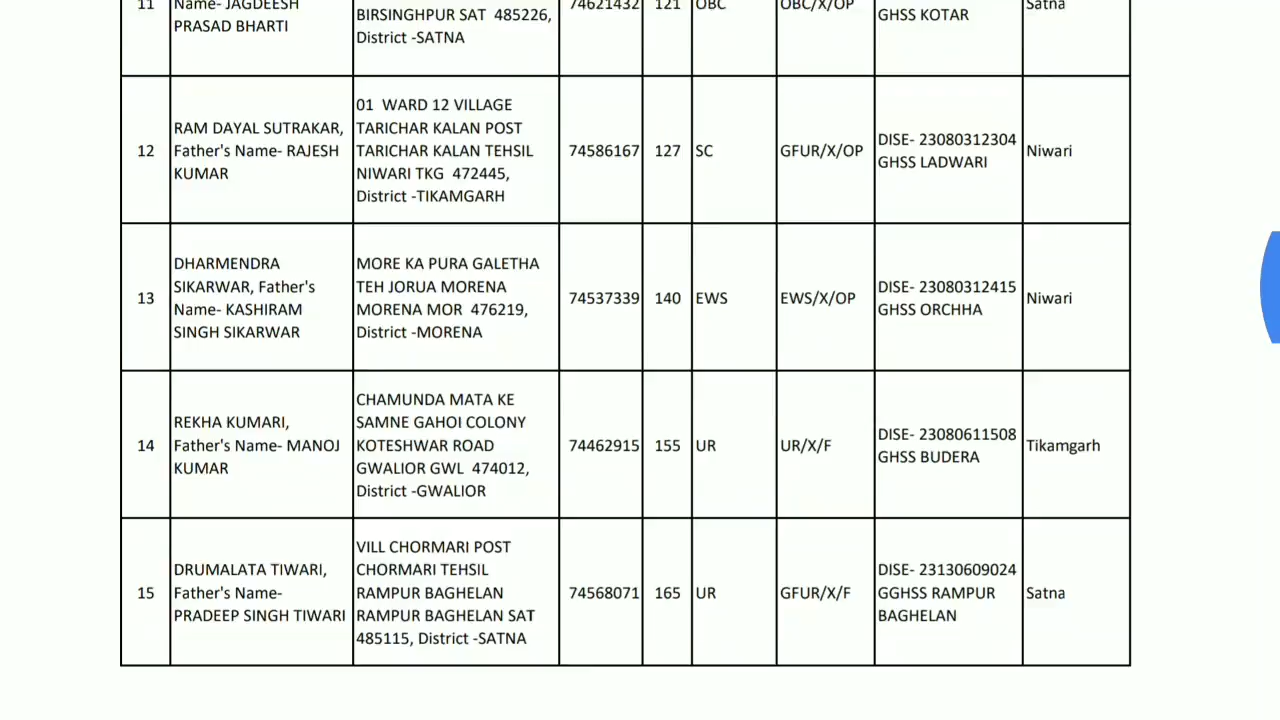 11
Name- JAGDEESH
PRASAD BHARTI
BIRSINGHPUR SAT 485226,
District -SATNA
74621432
121
OBC
OBC/X/OP
GHSS KOTAR
Satna
12
RAM DAYAL SUTRAKAR,
Father's Name- RAJESH
KUMAR
01 WARD 12 VILLAGE
TARICHAR KALAN POST
TARICHAR KALAN TEHSIL
NIWARI TKG 472445,
District -TIKAMGARH
74586167
127
SC
GFUR/X/OP
DISE- 23080312304
GHSS LADWARI
Niwari
13
DHARMENDRA
SIKARWAR, Father's
Name- KASHIRAM
SINGH SIKARWAR
MORE KA PURA GALETHA
TEH JORUA MORENA
MORENA MOR 476219,
District -MORENA
74537339
140
EWS
EWS/X/OP
DISE- 23080312415
GHSS ORCHHA
Niwari
14
REKHA KUMARI,
Father's Name- MANOJ
KUMAR
CHAMUNDA MATA KE
SAMNE GAHOI COLONY
KOTESHWAR ROAD
GWALIOR GWL 474012,
District -GWALIOR
74462915
155
UR
UR/X/F
DISE- 23080611508
GHSS BUDERA
Tikamgarh
15
DRUMALATA TIWARI,
Father's Name-
PRADEEP SINGH TIWARI
VILL CHORMARI POST
CHORMARI TEHSIL
RAMPUR BAGHELAN
RAMPUR BAGHELAN SAT
485115, District -SATNA
74568071
165
UR
GFUR/X/F
DISE- 23130609024
GGHSS RAMPUR
BAGHELAN
Satna